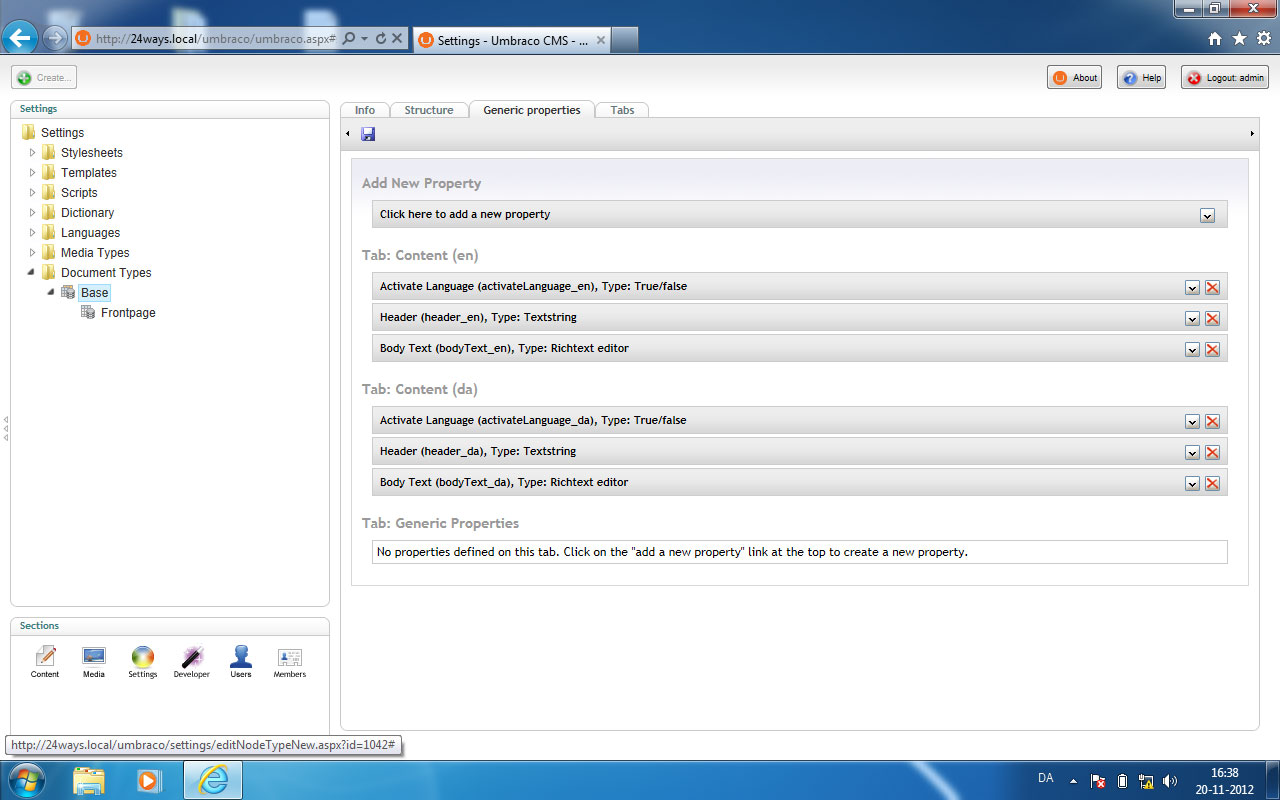 http://24ways.local/umbraco/umbraco.aspx#
Settings - Umbraco CMS - ...
Create...
About
Help
Logout: admin
Settings
Settings
Stylesheets
Templates
Scripts
Dictionary
Languages
Media Types
Document Types
Base
Frontpage
Info
Structure
Generic properties
Tabs
Add New Property
Click here to add a new property
Tab: Content (en)
Activate Language (activateLanguage_en), Type: True/false
Header (header_en), Type: Textstring
Body Text (bodyText_en), Type: Richtext editor
Tab: Content (da)
Activate Language (activateLanguage_da), Type: True/false
Header (header_da), Type: Textstring
Body Text (bodyText_da), Type: Richtext editor
Tab: Generic Properties
No properties defined on this tab. Click on the "add a new property" link at the top to create a new property.
Sections
Content
Media
Settings
Developer
Users
Members
http://24ways.local/umbraco/settings/editNodeTypeNew.aspx?id=1042#
DA
16:38
20-11-2012